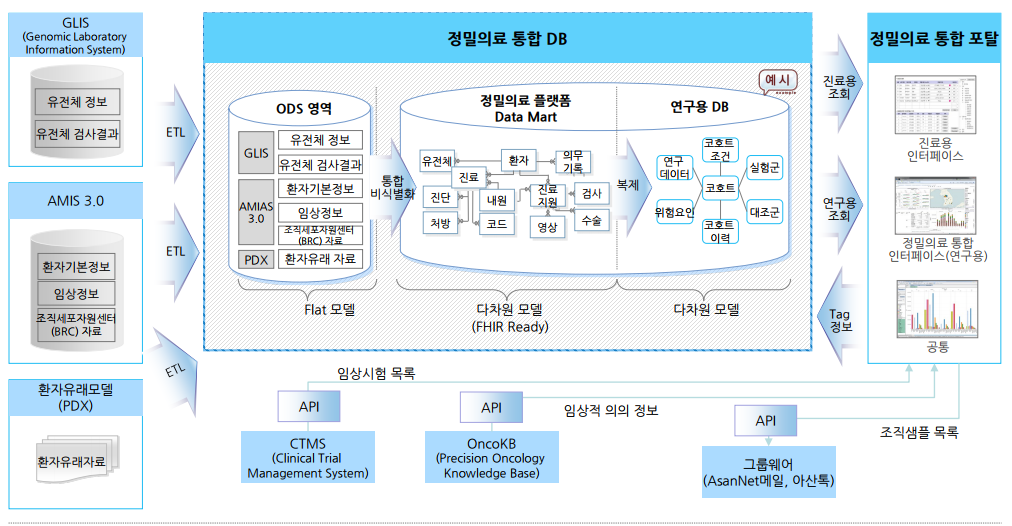 GLIS
(Genomic Laboratory
Information System)
유전체 정보
유전체 검사결과
AMIS 3.0
환자기본정보
임상정보
조직세포자원센터
(BRC) 자료
환자유래모델
(PDX)
환자유래자료
ETL
ETL
ETL
정밀의료 통합 DB
예 시
example
ODS 영역
GLIS
유전체 정보
유전체 검사결과
AMIAS
3.0
환자기본정보
임상정보
조직세포자원센터
(BRC) 자료
PDX
환자유래 자료
Flat 모델
통합
비식별화
정밀의료 플랫폼
Data Mart
유전체
환자
의무
기록
진료
진단
내원
진료
지원
검사
처방
코드
영상
수술
다차원 모델
(FHIR Ready)
복제
연구용 DB
코호트
조건
연구
데이터
실험군
코호트
위험요인
대조군
코호트
이력
다차원 모델
진료용
조회
연구용
조회
Tag
정보
정밀의료 통합 포탈
진료용
인터페이스
정밀의료 통합
인터페이스(연구용)
공통
임상시험 목록
API
CTMS
(Clinical Trial
Management System)
임상적 의의 정보
API
OncoKB
(Precision Oncology
Knowledge Base)
조직샘플 목록
API
그룹웨어
(AsanNet메일, 아산톡)